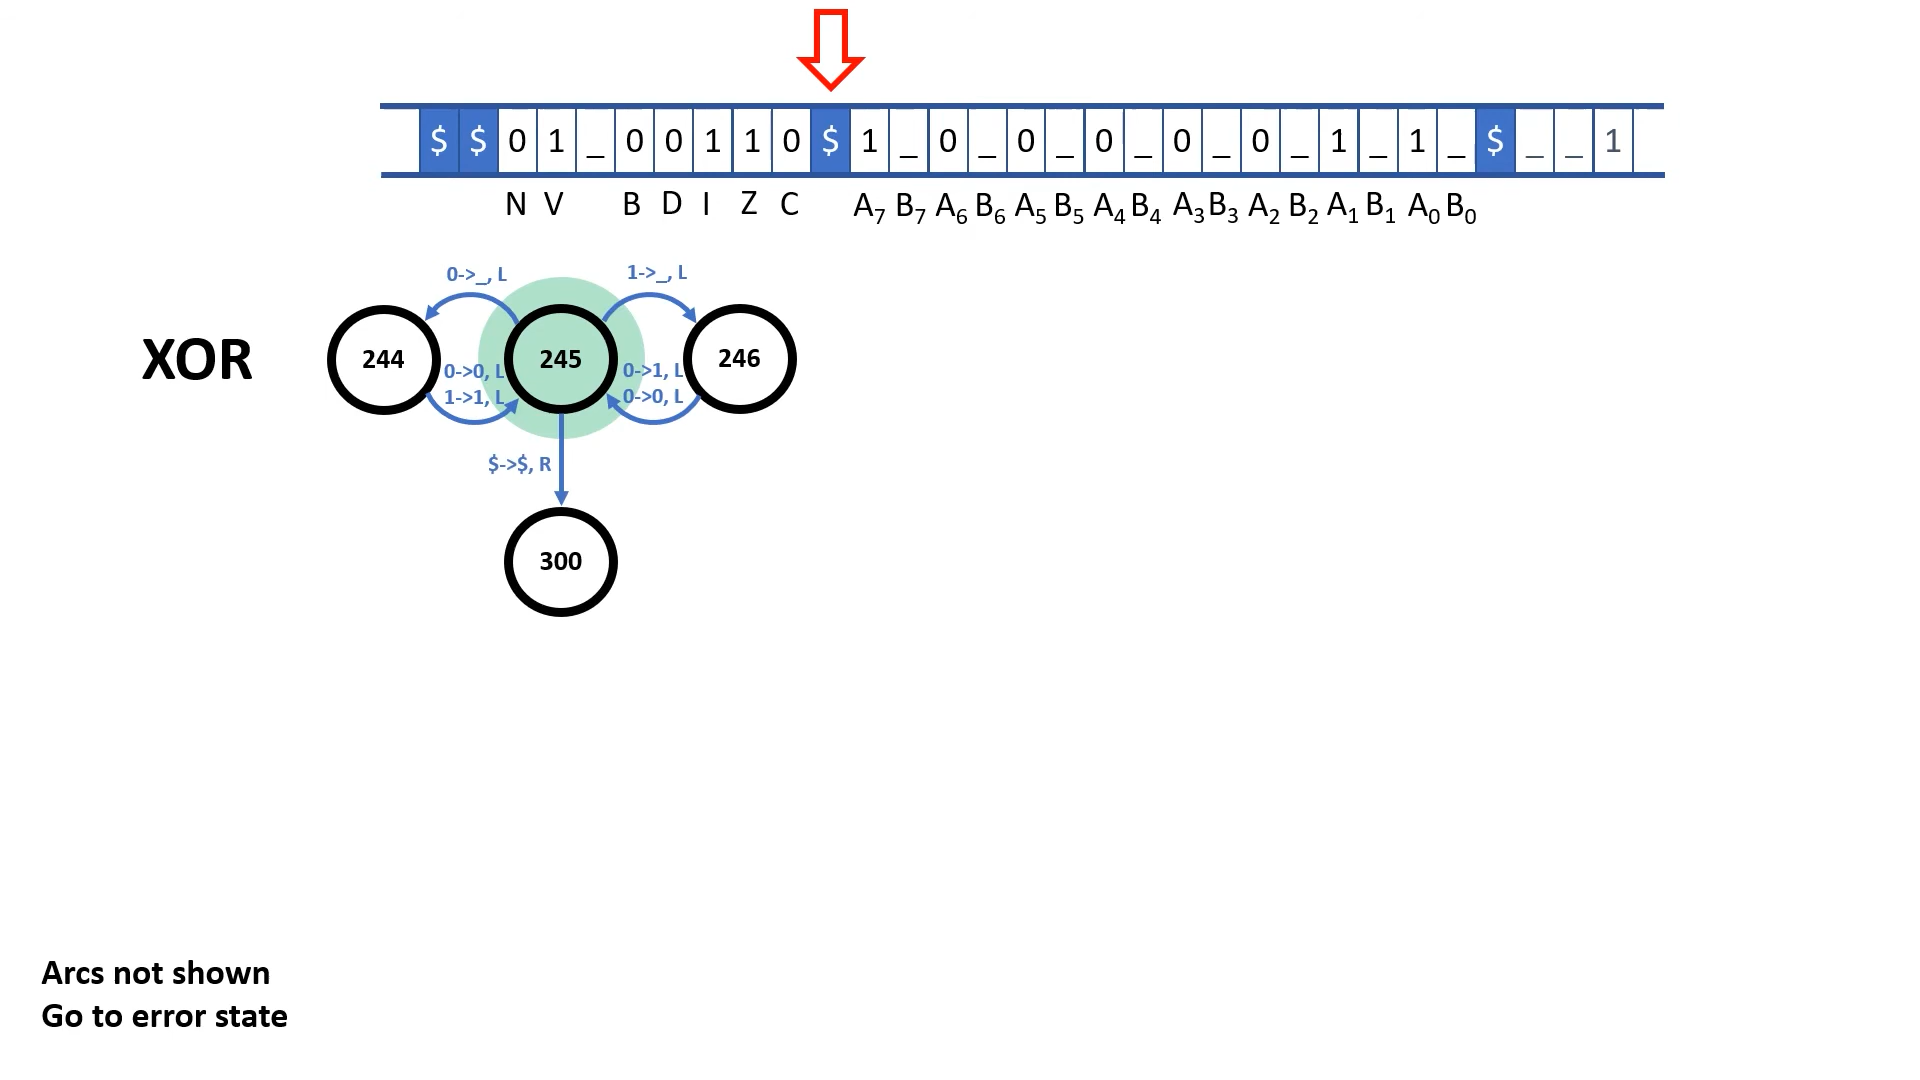 $ $ 0 1 _ 0 0 1 1 0 $ 1 _ 0 _ 0 _ 0 _ 0 _ 0 _ 1 _ 1 _ $ _ _ 1
N V B D I Z C A7 B7 A6 B6 A5 B5 A4 B4 A3 B3 A2 B2 A1 B1 A0 B0
0->_, L
1->_, L
XOR
244
245
246
0->0, L
1->1, L
0->1, L
0->0, L
$->$, R
300
Arcs not shown
Go to error state